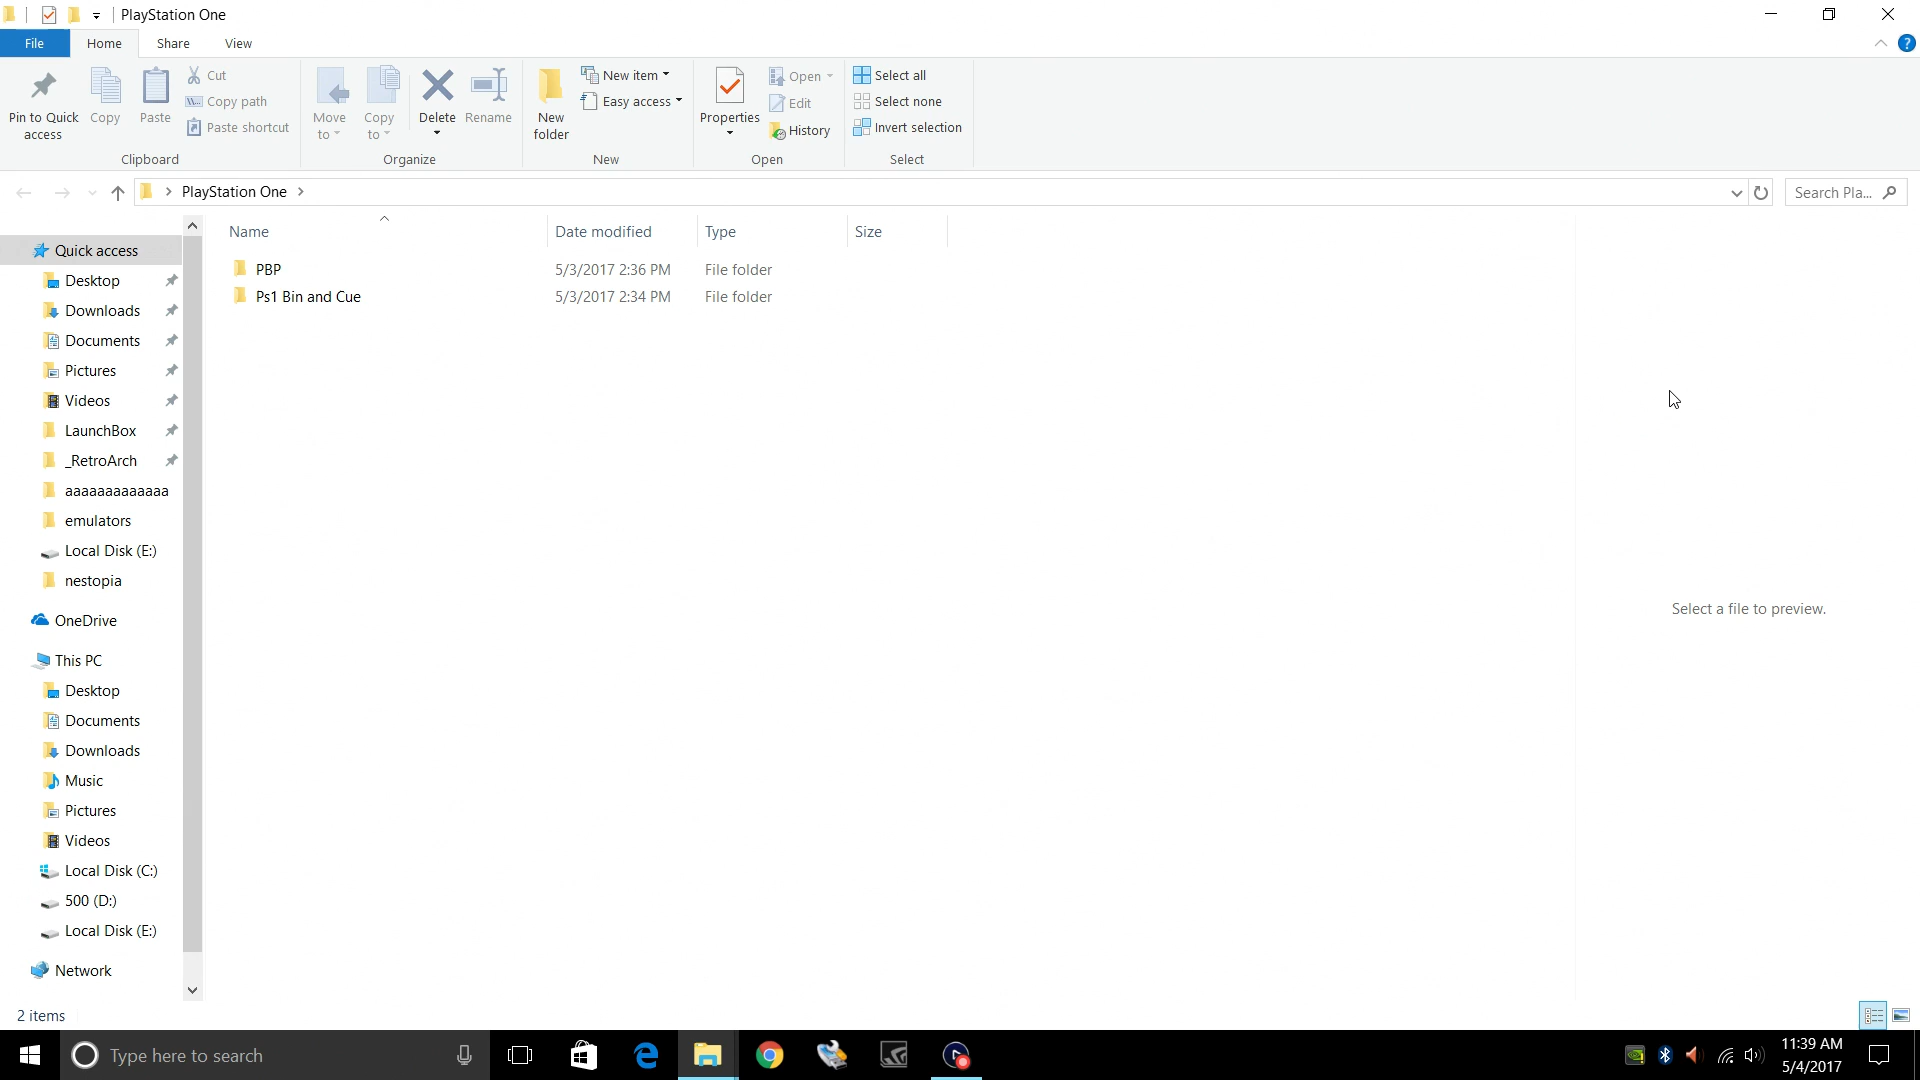 PlayStation One
File Home Share View
Pin to Quick access
Copy
Paste
Cut
Copy path
Paste shortcut
Clipboard
Move to
Copy to
Delete
Rename
Organize
New folder
New item
Easy access
New
Properties
Open
Edit
History
Open
Select all
Select none
Invert selection
Select
PlayStation One
Search Pla...
Name Date modified Type Size
PBP 5/3/2017 2:36 PM File folder
Ps1 Bin and Cue 5/3/2017 2:34 PM File folder
Quick access
Desktop
Downloads
Documents
Pictures
Videos
LaunchBox
_RetroArch
aaaaaaaaaaaaa
emulators
Local Disk (E:)
nestopia
OneDrive
This PC
Desktop
Documents
Downloads
Music
Pictures
Videos
Local Disk (C:)
500 (D:)
Local Disk (E:)
Network
Select a file to preview.
2 items
Type here to search
11:39 AM
5/4/2017